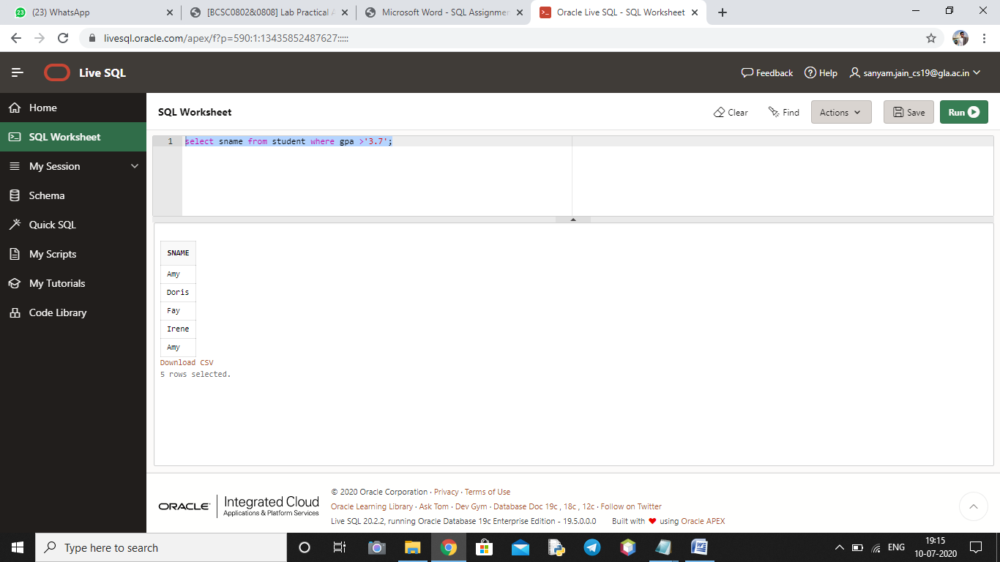 (23) WhatsApp
[BCSC0802&0808] Lab Practical A
Microsoft Word - SQL Assignmen
Oracle Live SQL - SQL Worksheet
livesql.oracle.com/apex/f?p=590:1:13435852487627:::::
Live SQL
Feedback
Help
sanyam.jain_cs19@gla.ac.in
Home
SQL Worksheet
My Session
Schema
Quick SQL
My Scripts
My Tutorials
Code Library
SQL Worksheet
Clear
Find
Actions
Save
Run
1 select sname from student where gpa >'3.7';
SNAME
Amy
Doris
Fay
Irene
Amy
Download CSV
5 rows selected.
ORACLE
Integrated Cloud
Applications & Platform Services
© 2020 Oracle Corporation · Privacy · Terms of Use
Oracle Learning Library · Ask Tom · Dev Gym · Database Doc 19c , 18c , 12c · Follow on Twitter
Live SQL 20.2.2, running Oracle Database 19c Enterprise Edition - 19.5.0.0.0 Built with ♥ using Oracle APEX
Type here to search
ENG
19:15
10-07-2020